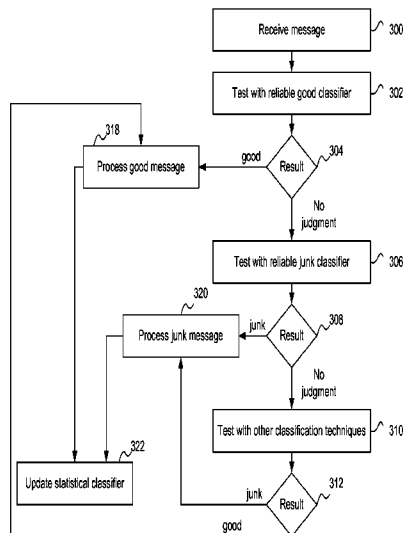 Receive message
300
Test with reliable good classifier
302
318
Process good message
good
Result
304
No
judgment
Test with reliable junk classifier
306
320
Process junk message
junk
Result
308
No
judgment
Test with other classification techniques
310
322
Update statistical classifier
junk
Result
312
good